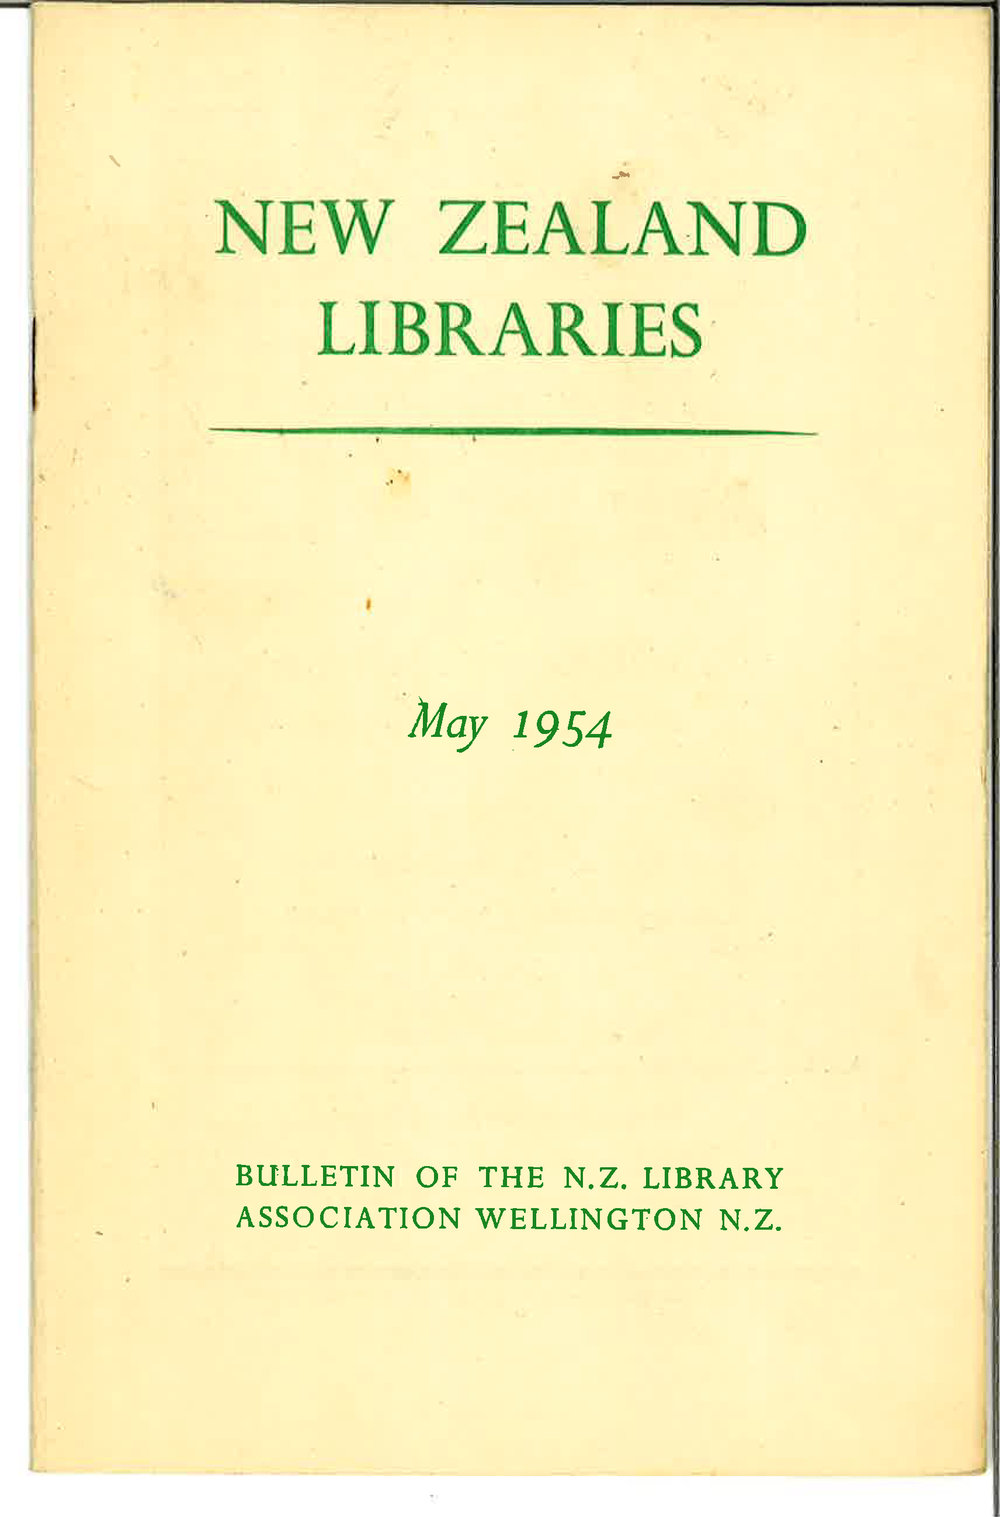 NEW ZEALAND
LIBRARIES
May 1954
BULLETIN OF THE N.Z. LIBRARY
ASSOCIATION WELLINGTON N.Z.